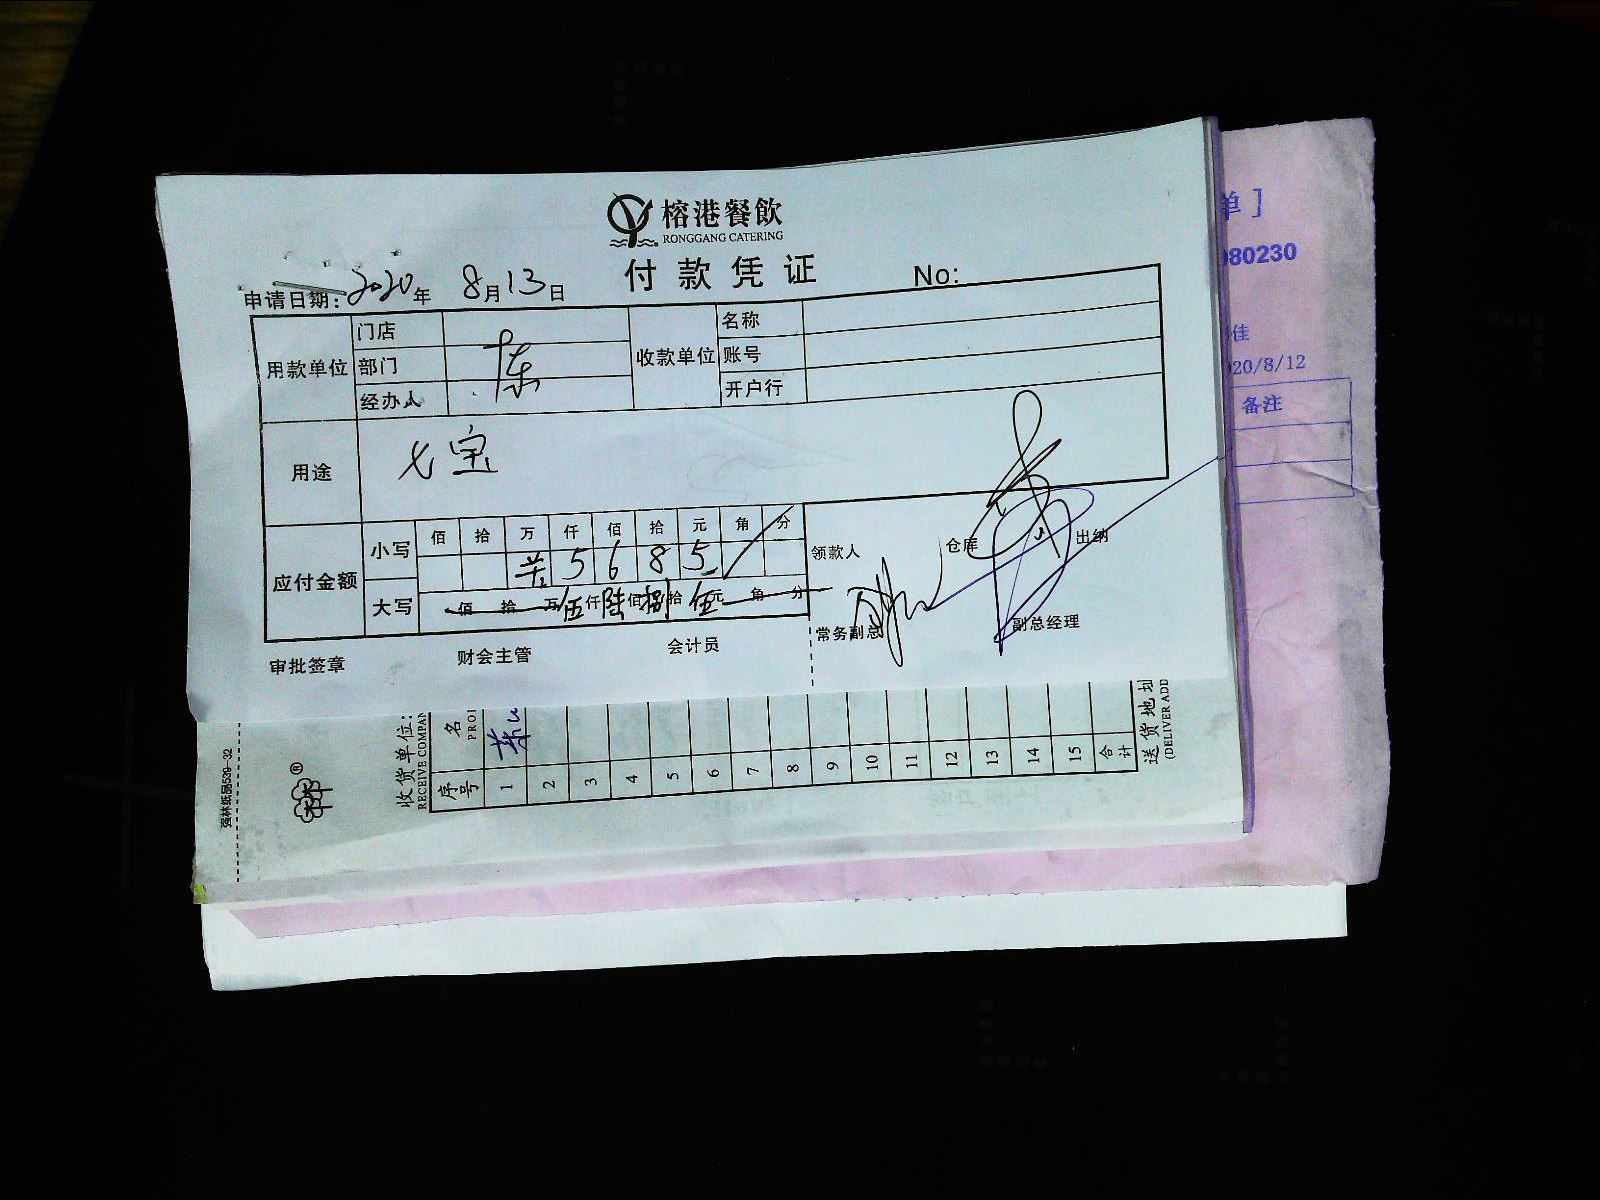 榕港餐飲
RONGGANG CATERING
付款凭证
No:
申请日期: 2020年 8月13日
用款单位 门店 收款单位 名称
部门 陈 账号
经办人 开户行
用途 七宝
应付金额 小写 佰 拾 万 仟 佰 拾 元 角 分
5 6 8 5
大写 佰 拾 万 伍仟 陆佰 捌拾 伍元 角 分
领款人 仓库 出纳
常务副总 副总经理
审批签章 财会主管 会计员
单]
080230
佳
20/8/12
备注
强林纸品539-32
林®
收货单位:
RECEIVE COMPAN
序号 1 2 3 4 5 6 7 8 9 10 11 12 13 14 15 合计
名
送货地址
(DELIVER ADD